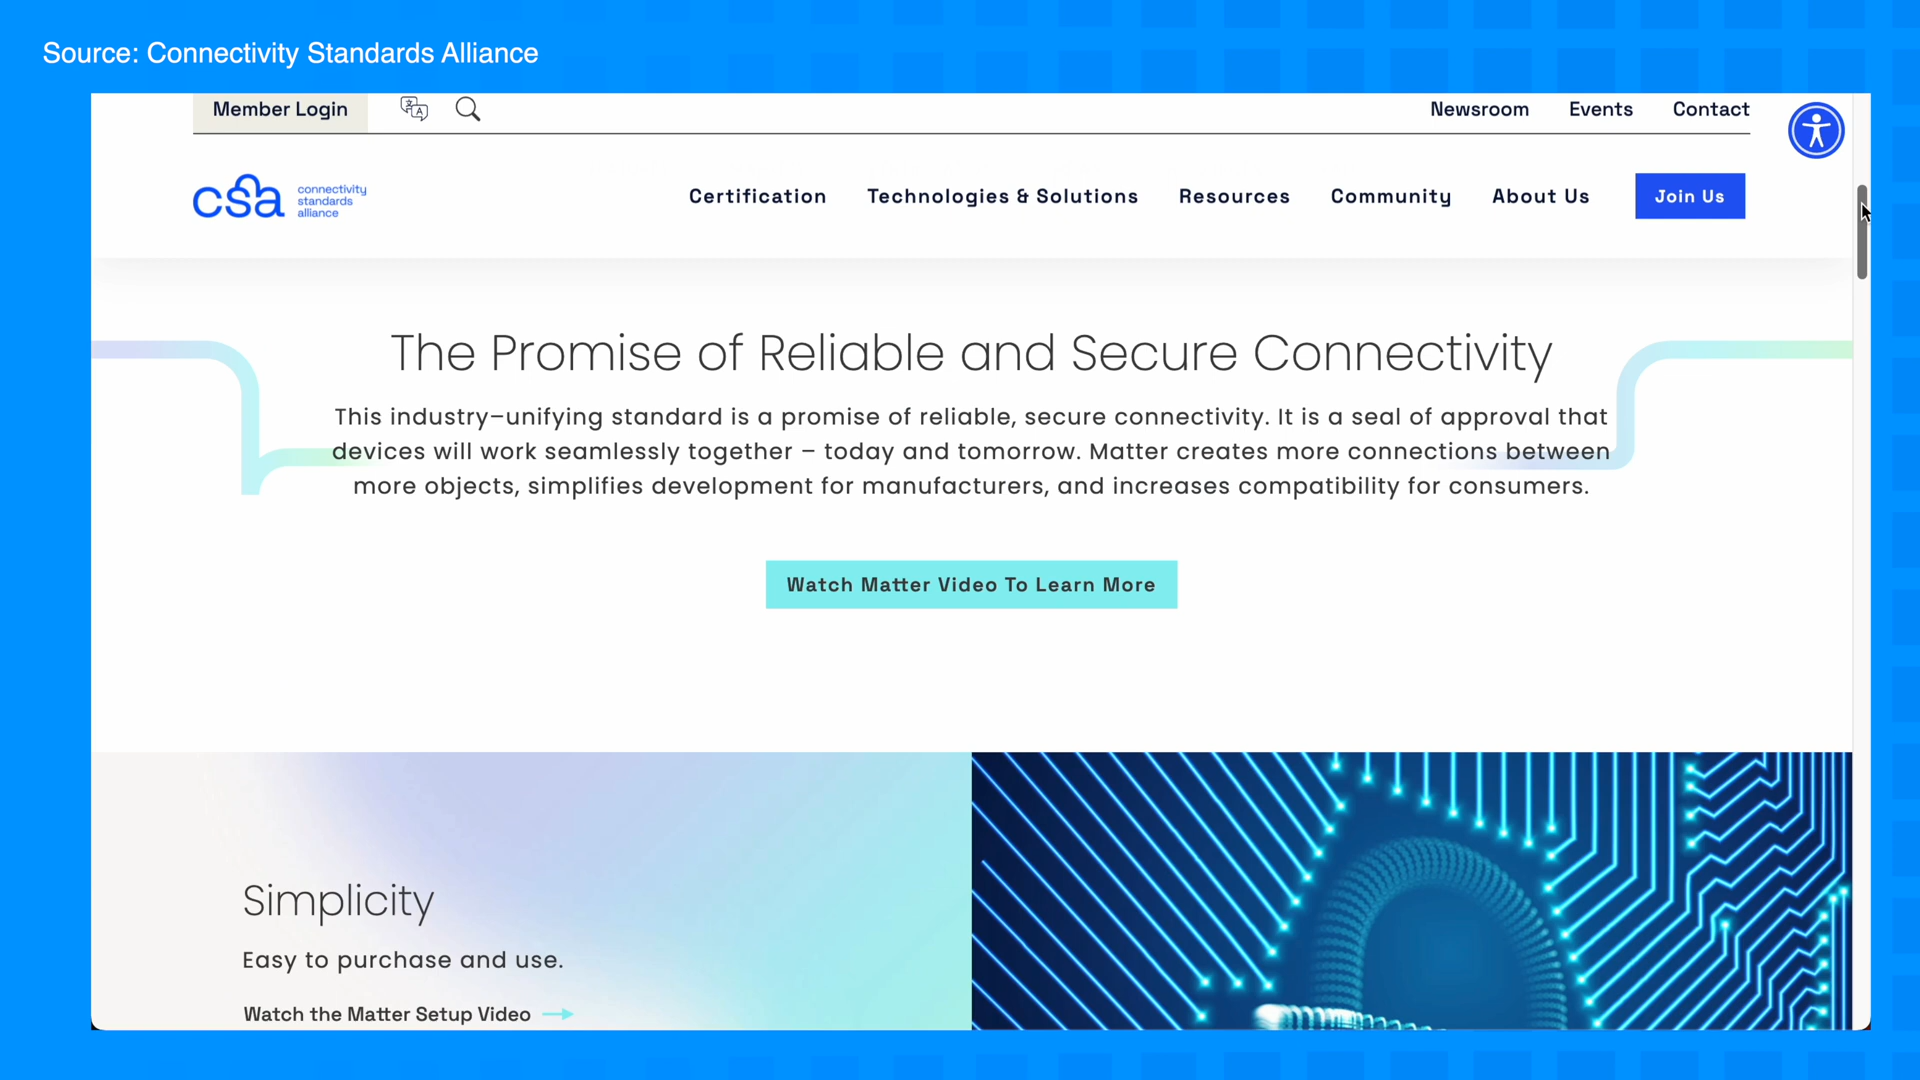 Source: Connectivity Standards Alliance
Member Login
Newsroom Events Contact
csa connectivity
standards
alliance
Certification Technologies & Solutions Resources Community About Us Join Us
The Promise of Reliable and Secure Connectivity
This industry–unifying standard is a promise of reliable, secure connectivity. It is a seal of approval that
devices will work seamlessly together – today and tomorrow. Matter creates more connections between
more objects, simplifies development for manufacturers, and increases compatibility for consumers.
Watch Matter Video To Learn More
Simplicity
Easy to purchase and use.
Watch the Matter Setup Video